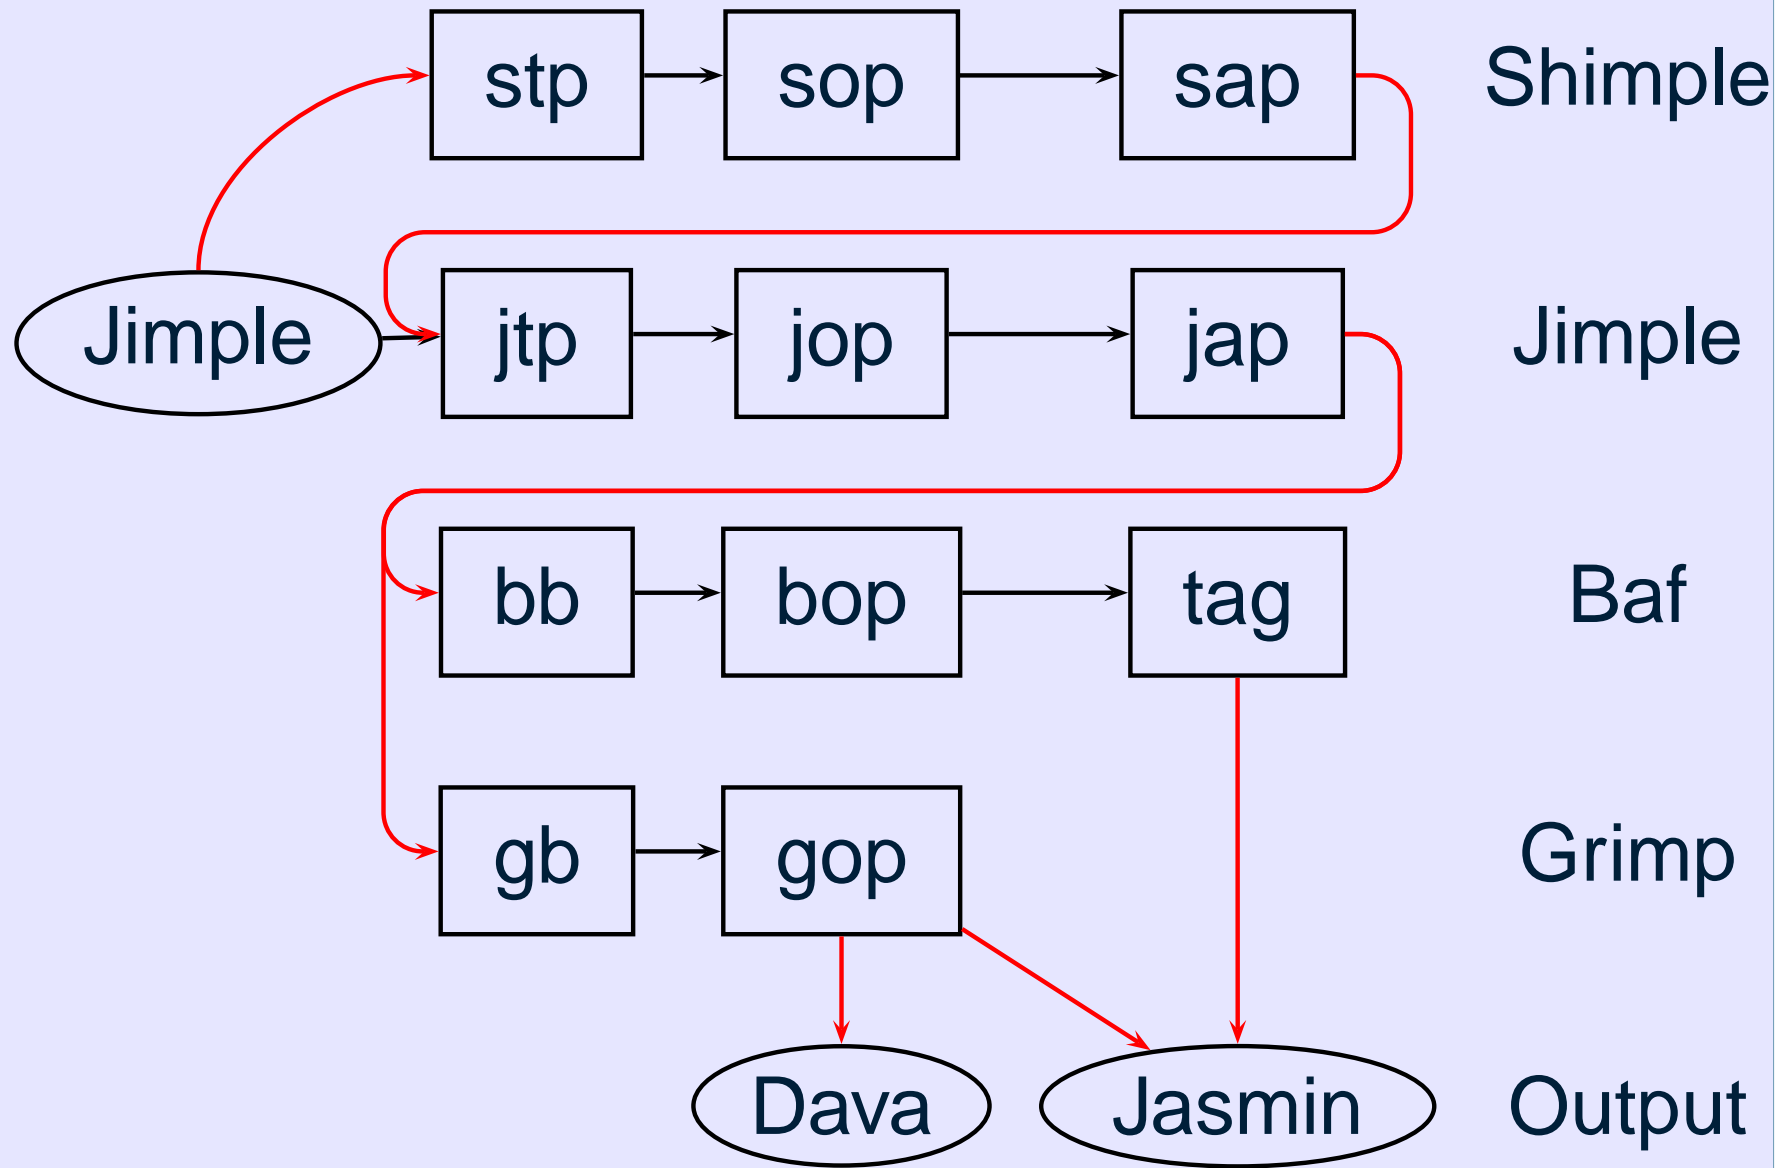 stp sop sap Shimple
Jimple jtp jop jap Jimple
bb bop tag Baf
gb gop Grimp
Dava Jasmin Output